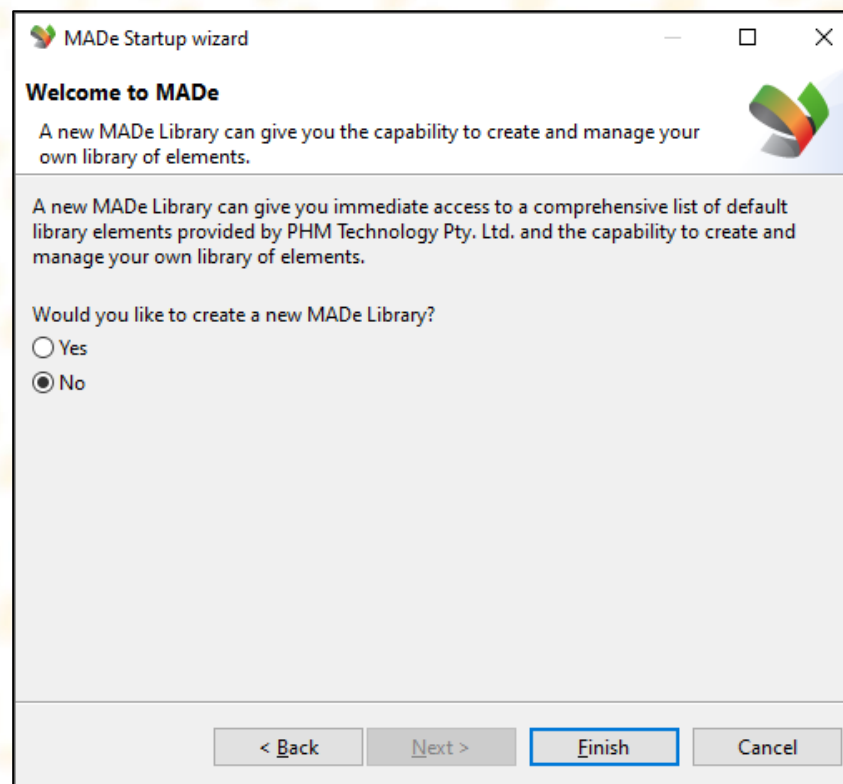 MADe Startup wizard
Welcome to MADe
A new MADe Library can give you the capability to create and manage your
own library of elements.
A new MADe Library can give you immediate access to a comprehensive list of default
library elements provided by PHM Technology Pty. Ltd. and the capability to create and
manage your own library of elements.
Would you like to create a new MADe Library?
Yes
No
< Back Next > Finish Cancel